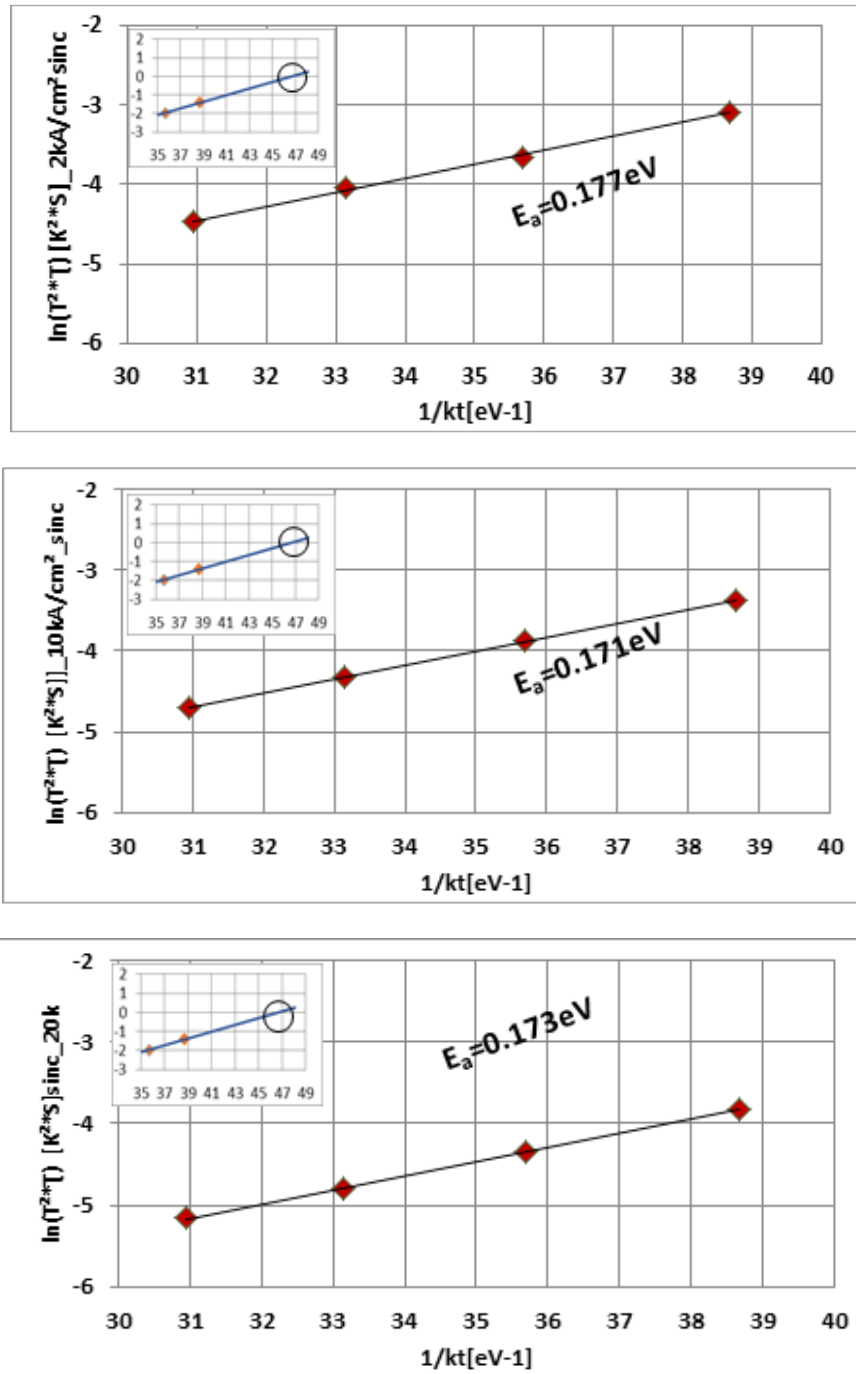 -2
-3
-4
-5
-6
ln(T²*T) [K²*S]_2kA/cm² sinc
2
1
0
-1
-2
-3
35 37 39 41 43 45 47 49
Eₐ=0.177eV
30 31 32 33 34 35 36 37 38 39 40
1/kt[eV-1]
-2
-3
-4
-5
-6
ln(T²*T) [K²*S]]_10kA/cm²_sinc
2
1
0
-1
-2
-3
35 37 39 41 43 45 47 49
Eₐ=0.171eV
30 31 32 33 34 35 36 37 38 39 40
1/kt[eV-1]
-2
-3
-4
-5
-6
ln(T²*T) [K²*S]sinc_20k
2
1
0
-1
-2
-3
35 37 39 41 43 45 47 49
Eₐ=0.173eV
30 31 32 33 34 35 36 37 38 39 40
1/kt[eV-1]